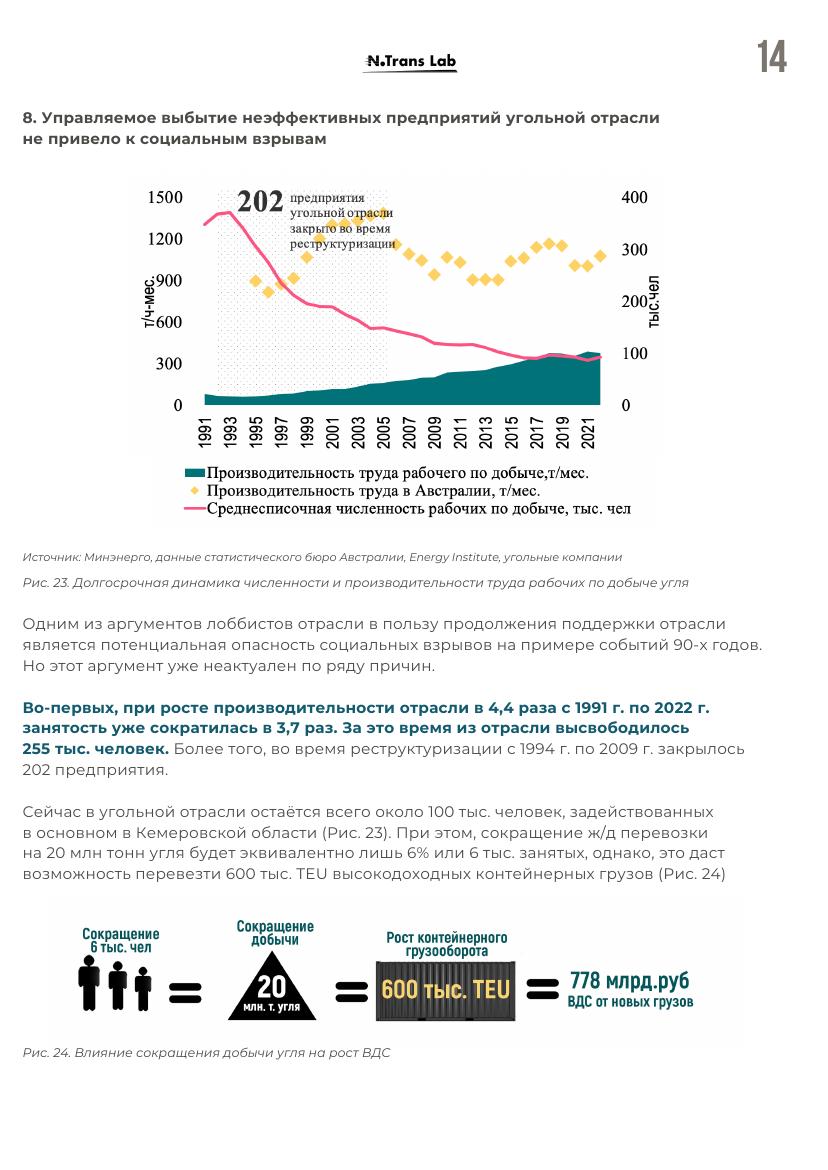 N.Trans Lab
14
8. Управляемое выбытие неэффективных предприятий угольной отрасли
не привело к социальным взрывам
1500
1200
900
600
300
0
т/ч-мес.
202
предприятия
угольной отрасли
закрыто во время
реструктуризации
400
300
200
100
0
тыс.чел
1991
1993
1995
1997
1999
2001
2003
2005
2007
2009
2011
2013
2015
2017
2019
2021
Производительность труда рабочего по добыче,т/мес.
Производительность труда в Австралии, т/мес.
Среднесписочная численность рабочих по добыче, тыс. чел
Источник: Минэнерго, данные статистического бюро Австралии, Energy Institute, угольные компании
Рис. 23. Долгосрочная динамика численности и производительности труда рабочих по добыче угля
Одним из аргументов лоббистов отрасли в пользу продолжения поддержки отрасли
является потенциальная опасность социальных взрывов на примере событий 90-х годов.
Но этот аргумент уже неактуален по ряду причин.
Во-первых, при росте производительности отрасли в 4,4 раза с 1991 г. по 2022 г.
занятость уже сократилась в 3,7 раз. За это время из отрасли высвободилось
255 тыс. человек. Более того, во время реструктуризации с 1994 г. по 2009 г. закрылось
202 предприятия.
Сейчас в угольной отрасли остаётся всего около 100 тыс. человек, задействованных
в основном в Кемеровской области (Рис. 23). При этом, сокращение ж/д перевозки
на 20 млн тонн угля будет эквивалентно лишь 6% или 6 тыс. занятых, однако, это даст
возможность перевезти 600 тыс. TEU высокодоходных контейнерных грузов (Рис. 24)
Сокращение
6 тыс. чел
=
Сокращение
добычи
20
млн. т. угля
=
Рост контейнерного
грузооборота
600 тыс. TEU
=
778 млрд.руб
ВДС от новых грузов
Рис. 24. Влияние сокращения добычи угля на рост ВДС